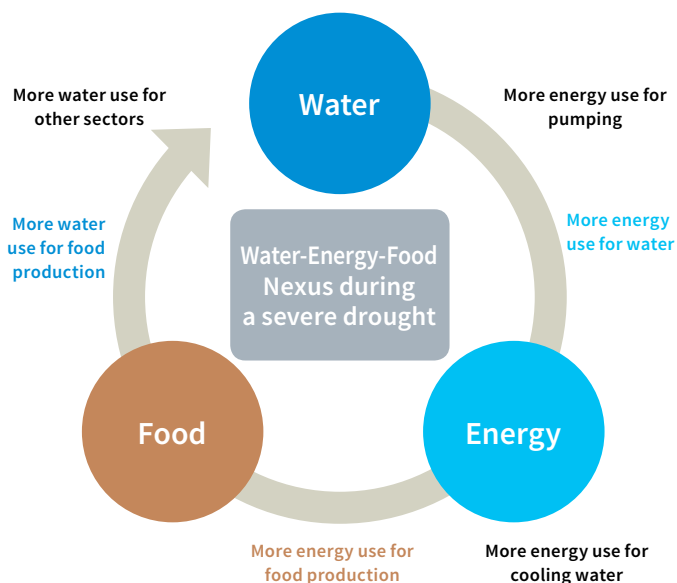 Water
More water use for
other sectors
More energy use for
pumping
More water
use for food
production
More energy
use for water
Water-Energy-Food
Nexus during
a severe drought
Food
Energy
More energy use for
food production
More energy use for
cooling water